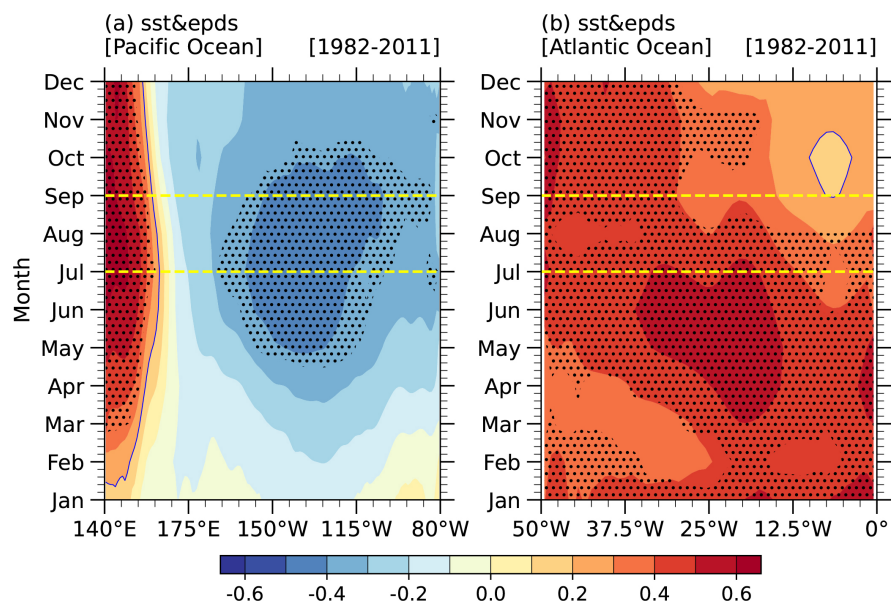 (a) sst&epds
[Pacific Ocean] [1982-2011]
(b) sst&epds
[Atlantic Ocean] [1982-2011]
Month
Dec
Nov
Oct
Sep
Aug
Jul
Jun
May
Apr
Mar
Feb
Jan
140°E 175°E 150°W 115°W 80°W
Dec
Nov
Oct
Sep
Aug
Jul
Jun
May
Apr
Mar
Feb
Jan
50°W 37.5°W 25°W 12.5°W 0°
-0.6 -0.4 -0.2 0.0 0.2 0.4 0.6